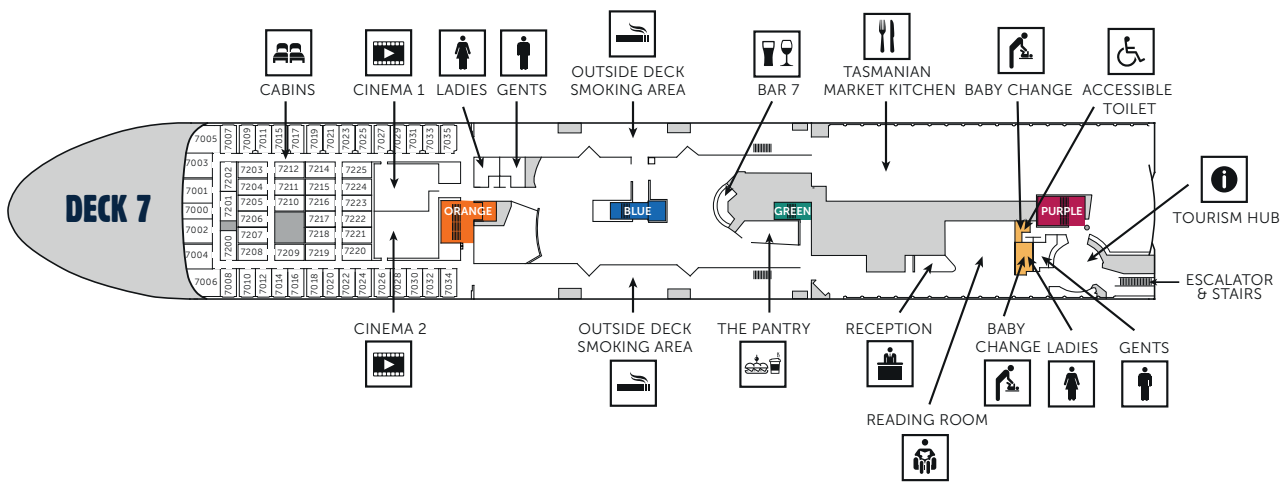 CABINS
CINEMA 1
LADIES
GENTS
OUTSIDE DECK
SMOKING AREA
BAR 7
TASMANIAN
MARKET KITCHEN
BABY CHANGE
ACCESSIBLE
TOILET
DECK 7
7005
7007
7009
7011
7015
7017
7019
7021
7023
7025
7027
7029
7031
7033
7035
7003
7001
7000
7002
7004
7006
7202
7201
7200
7203
7204
7205
7206
7207
7208
7212
7211
7210
7209
7214
7215
7216
7217
7218
7219
7225
7224
7223
7222
7221
7220
7008
7010
7012
7014
7016
7018
7020
7022
7024
7026
7028
7030
7032
7034
ORANGE
BLUE
GREEN
PURPLE
TOURISM HUB
ESCALATOR
& STAIRS
CINEMA 2
OUTSIDE DECK
SMOKING AREA
THE PANTRY
RECEPTION
BABY
CHANGE
LADIES
GENTS
READING ROOM